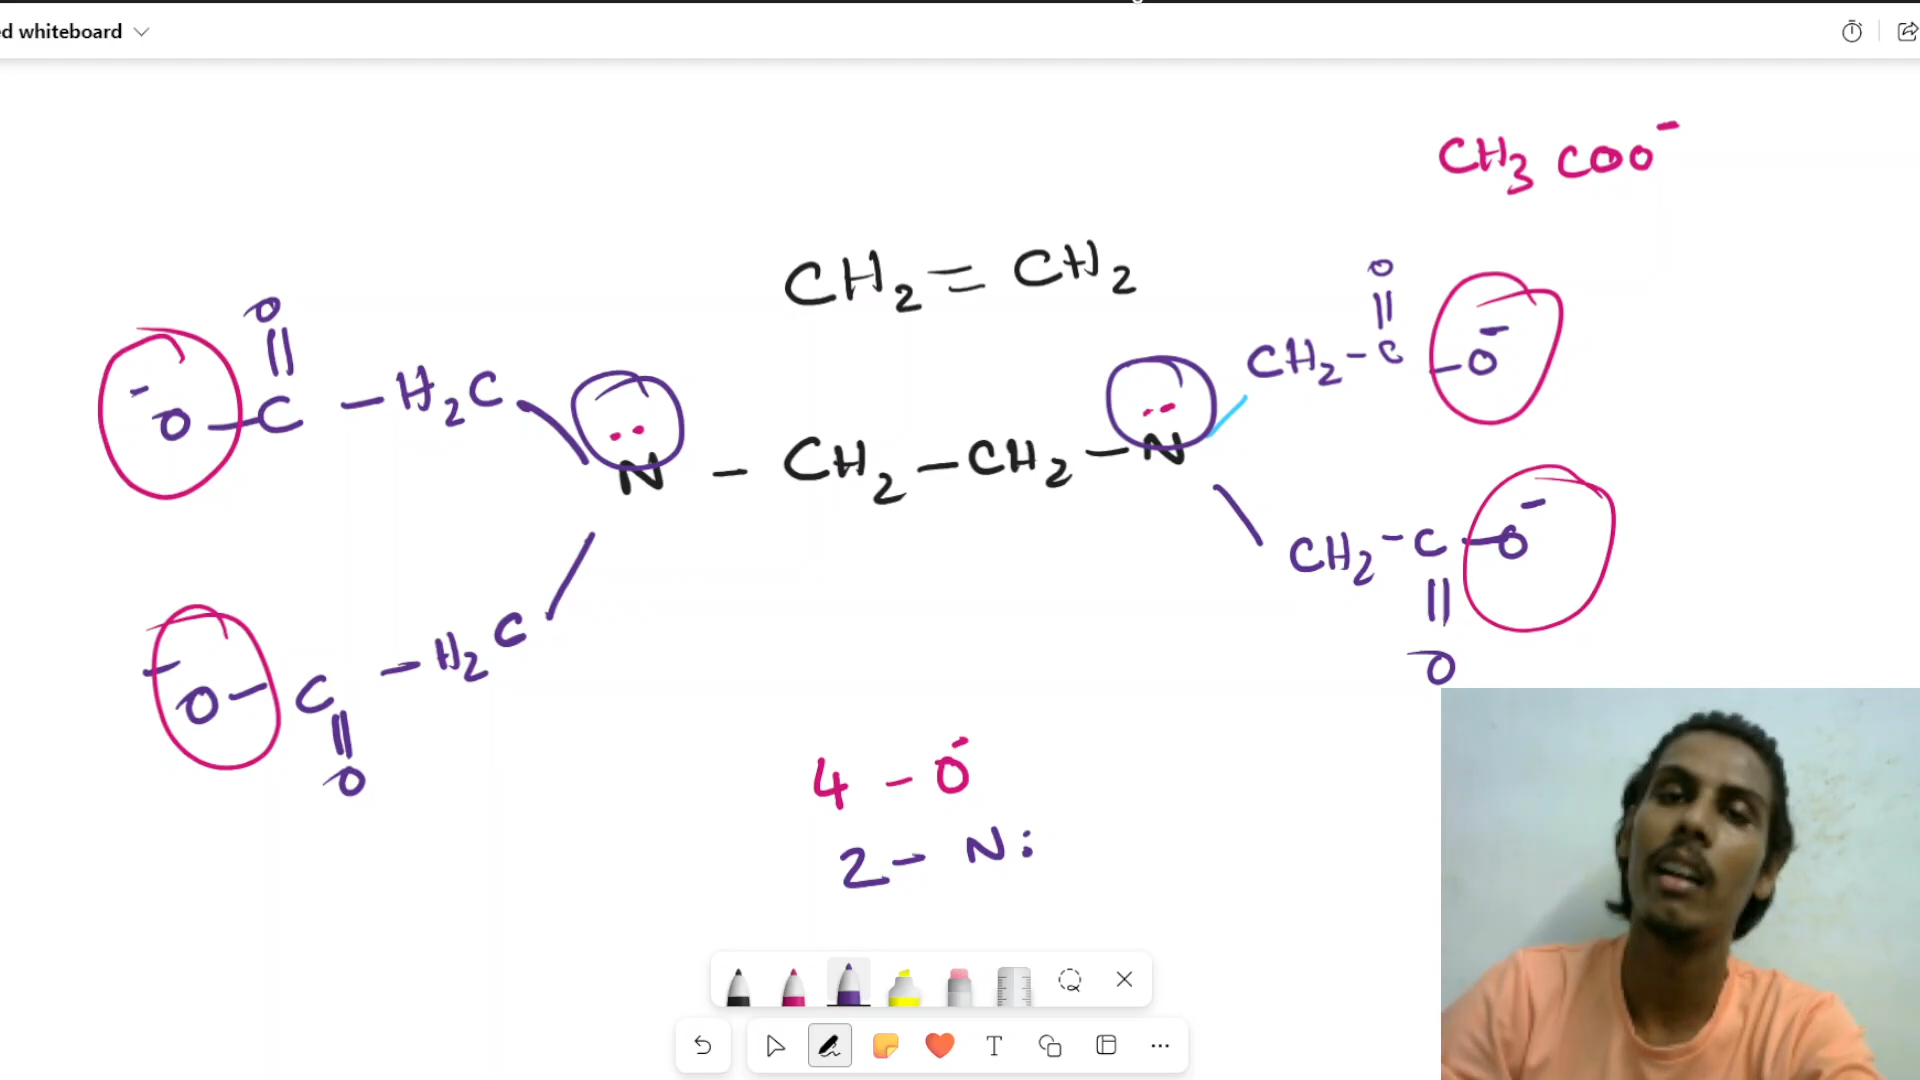 d whiteboard
CH3 COO-
CH2 = CH2
O
O
-O - C - H2C
CH2 - C - O-
N - CH2 - CH2 - N
-O - C - H2C
CH2 - C - O-
O
O
4 - O-
2 - N:
T